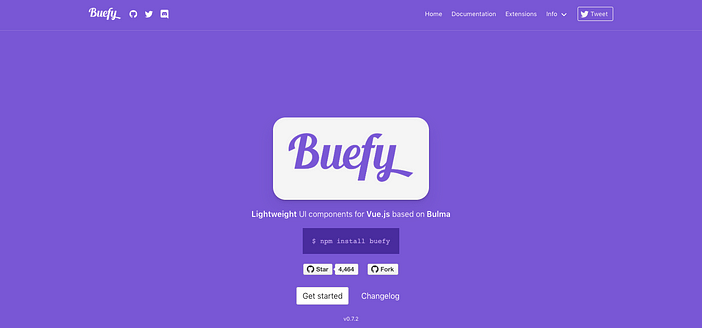 Buefy Home Documentation Extensions Info Tweet
Buefy
Lightweight UI components for Vue.js based on Bulma
$ npm install buefy
Star 4,464 Fork
Get started Changelog
v0.7.2